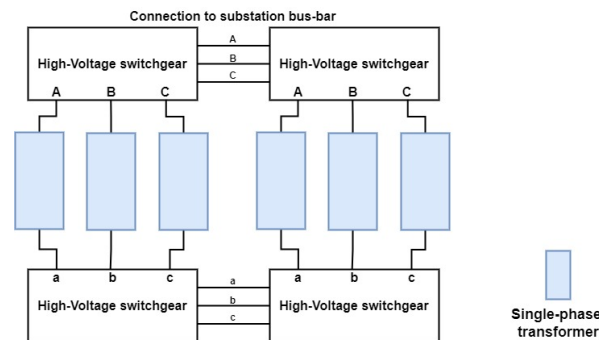 Connection to substation bus-bar
High-Voltage switchgear
A
B
C
High-Voltage switchgear
A B C
A B C
a b c
a b c
High-Voltage switchgear
a
b
c
High-Voltage switchgear
Single-phase
transformer